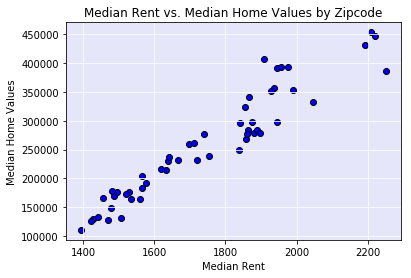 Median Rent vs. Median Home Values by Zipcode
450000
400000
350000
300000
250000
200000
150000
100000
Median Home Values
1400 1600 1800 2000 2200
Median Rent